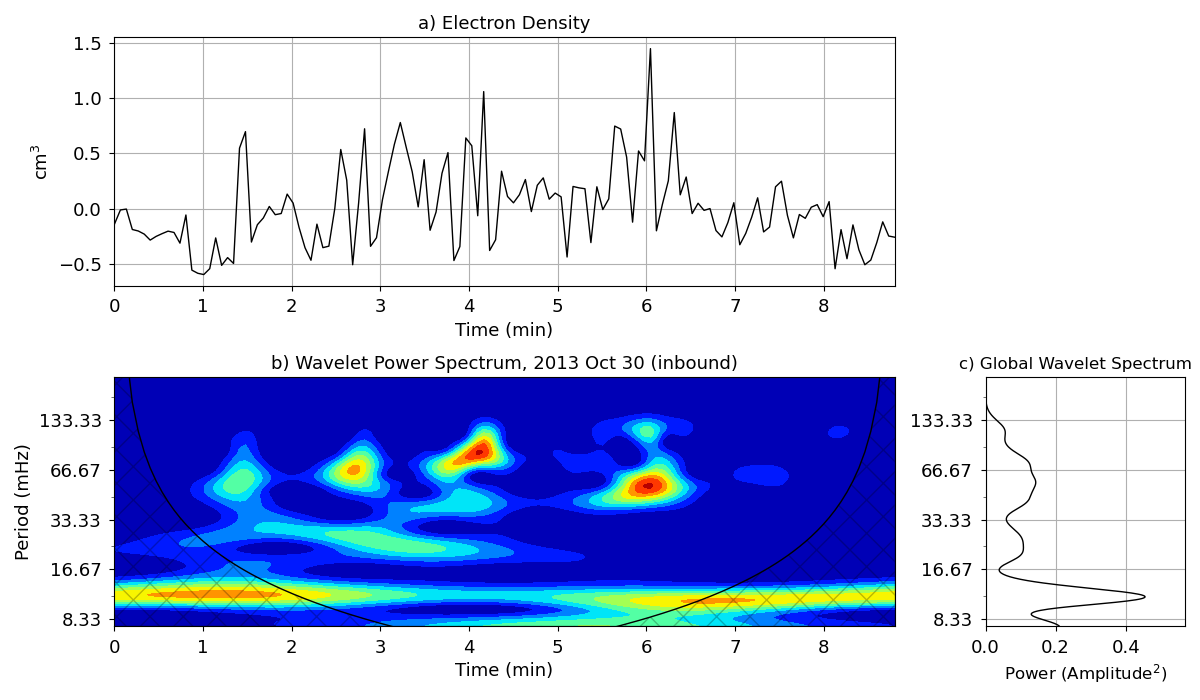 a) Electron Density
1.5
1.0
0.5
0.0
−0.5
cm³
0 1 2 3 4 5 6 7 8
Time (min)
b) Wavelet Power Spectrum, 2013 Oct 30 (inbound)
133.33
66.67
33.33
16.67
8.33
Period (mHz)
0 1 2 3 4 5 6 7 8
Time (min)
c) Global Wavelet Spectrum
133.33
66.67
33.33
16.67
8.33
0.0 0.2 0.4
Power (Amplitude²)